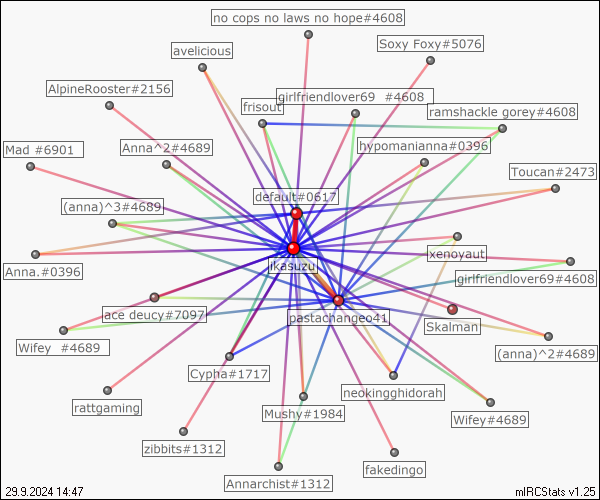 no cops no laws no hope#4608
Soxy Foxy#5076
avelicious
AlpineRooster#2156
girlfriendlover69 #4608
frisout
ramshackle gorey#4608
Mad #6901
Anna^2#4689
hypomanianna#0396
Toucan#2473
default#0617
(anna)^3#4689
xenoyaut
ikasuzu
Anna.#0396
girlfriendlover69#4608
ace deucy#7097
pastachangeo41
Skalman
Wifey #4689
(anna)^2#4689
Cypha#1717
neokingghidorah
rattgaming
Mushy#1984
Wifey#4689
zibbits#1312
fakedingo
Annarchist#1312
29.9.2024 14:47
mIRCStats v1.25